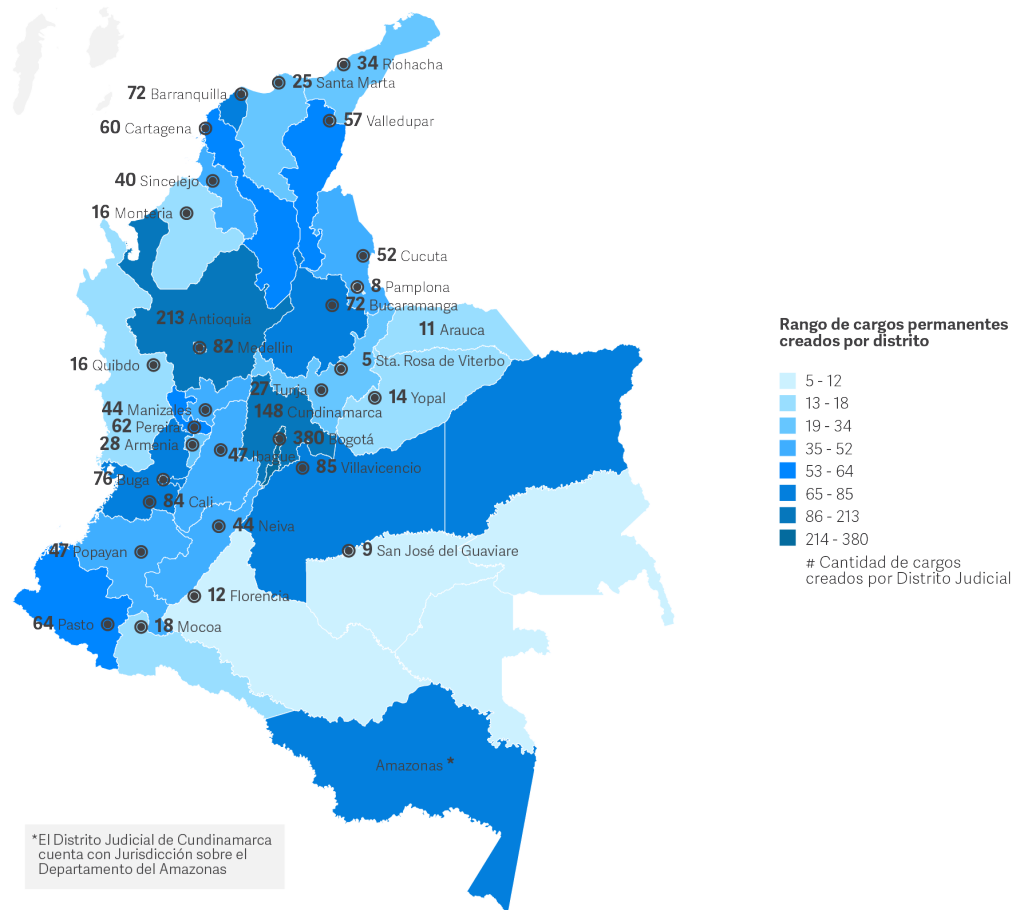 34 Riohacha
25 Santa Marta
72 Barranquilla
57 Valledupar
60 Cartagena
40 Sincelejo
16 Monteria
52 Cucuta
8 Pamplona
72 Bucaramanga
213 Antioquia
11 Arauca
82 Medellin
5 Sta. Rosa de Viterbo
16 Quibdo
27 Tunja
14 Yopal
44 Manizales
148 Cundinamarca
62 Pereira
380 Bogotá
28 Armenia
47 Ibague
85 Villavicencio
76 Buga
84 Cali
44 Neiva
47 Popayan
9 San José del Guaviare
12 Florencia
64 Pasto
18 Mocoa
Amazonas *
Rango de cargos permanentes
creados por distrito
5 - 12
13 - 18
19 - 34
35 - 52
53 - 64
65 - 85
86 - 213
214 - 380
# Cantidad de cargos
creados por Distrito Judicial
*El Distrito Judicial de Cundinamarca
cuenta con Jurisdicción sobre el
Departamento del Amazonas